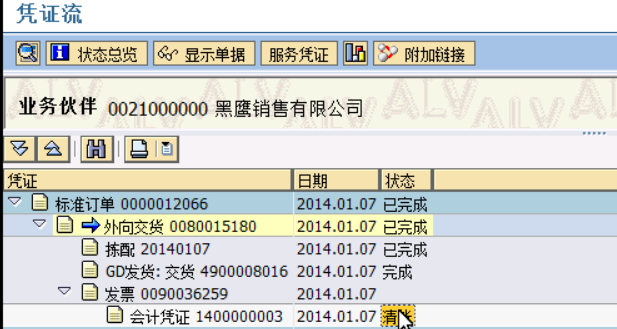 凭证流
状态总览 显示单据 服务凭证 附加链接
业务伙伴 0021000000 黑鹰销售有限公司
凭证 日期 状态
标准订单 0000012066 2014.01.07 已完成
外向交货 0080015180 2014.01.07 已完成
拣配 20140107 2014.01.07 已完成
GD发货: 交货 4900008016 2014.01.07 完成
发票 0090036259 2014.01.07
会计凭证 1400000003 2014.01.07 清